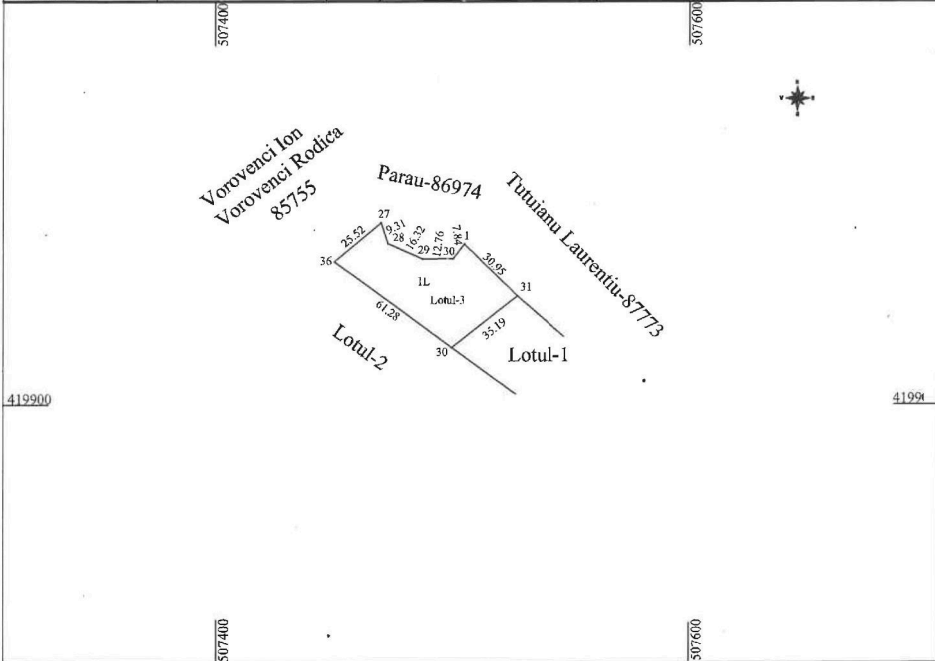 507400
507600
Vorovenci Ion
Vorovenci Rodica
85755
Parau-86974
Tutuianu Laurentiu-87773
27
9.31
28
16.32
29
12.76
30
7.84
1
25.52
36
30.95
31
1L
Lotul-3
61.28
35.19
30
Lotul-2
Lotul-1
419900
4199
507400
507600